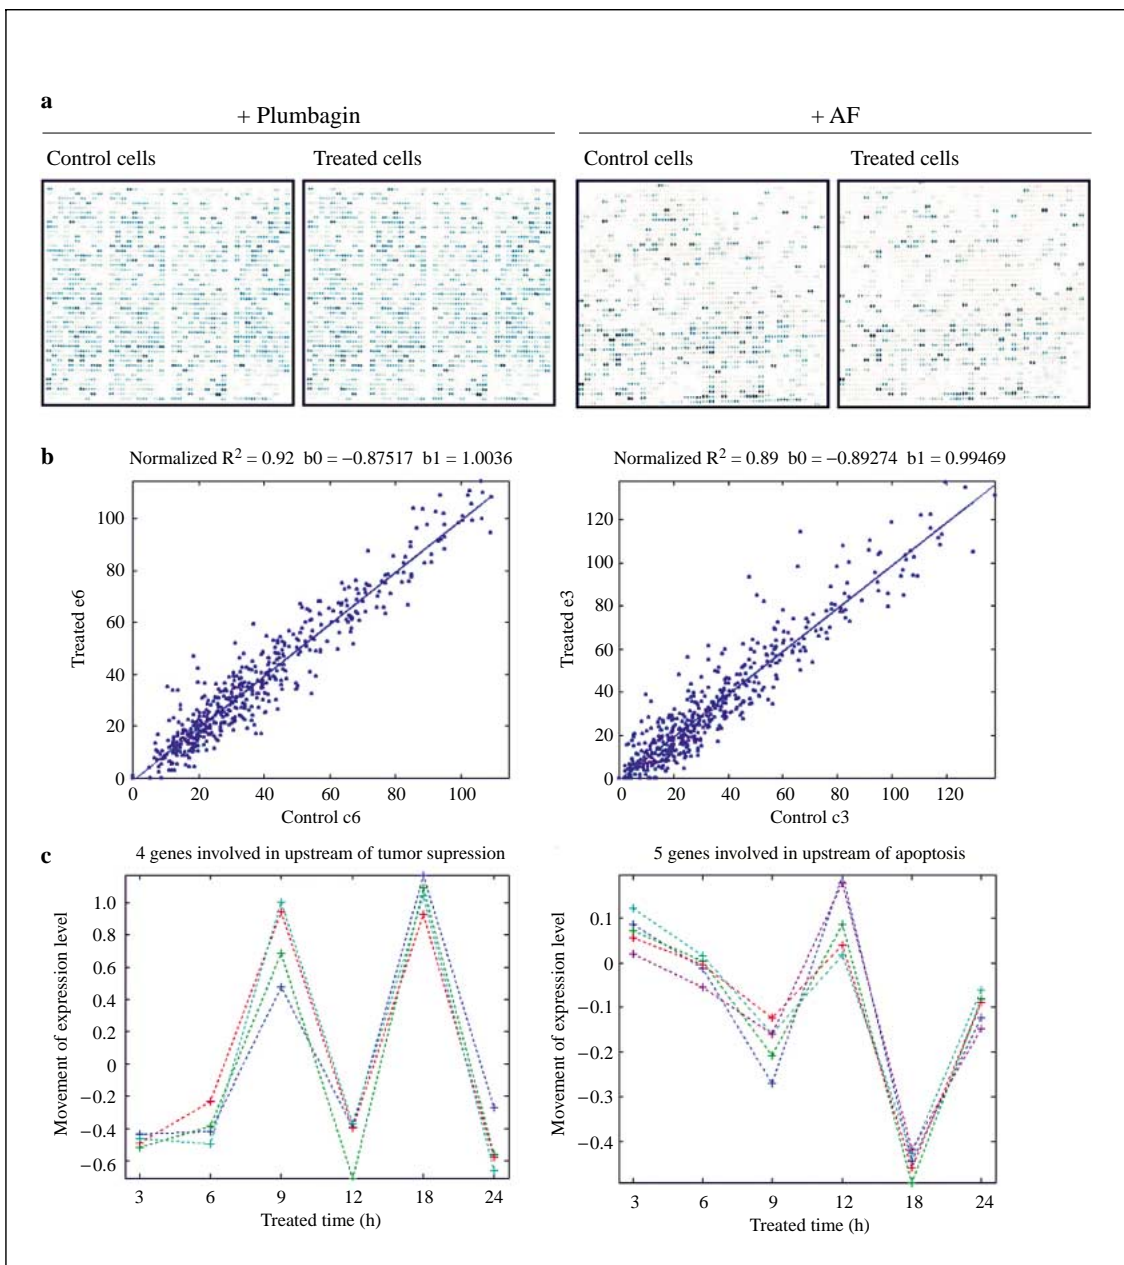 a
+ Plumbagin
+ AF
Control cells
Treated cells
Control cells
Treated cells
b
Normalized R² = 0.92 b0 = −0.87517 b1 = 1.0036
Treated e6
100
80
60
40
20
0
0 20 40 60 80 100
Control c6
Normalized R² = 0.89 b0 = −0.89274 b1 = 0.99469
Treated e3
120
100
80
60
40
20
0
0 20 40 60 80 100 120
Control c3
c
4 genes involved in upstream of tumor supression
Movement of expression level
1.0
0.8
0.6
0.4
0.2
0
−0.2
−0.4
−0.6
3 6 9 12 18 24
Treated time (h)
5 genes involved in upstream of apoptosis
Movement of expression level
0.1
0
−0.1
−0.2
−0.3
−0.4
3 6 9 12 18 24
Treated time (h)